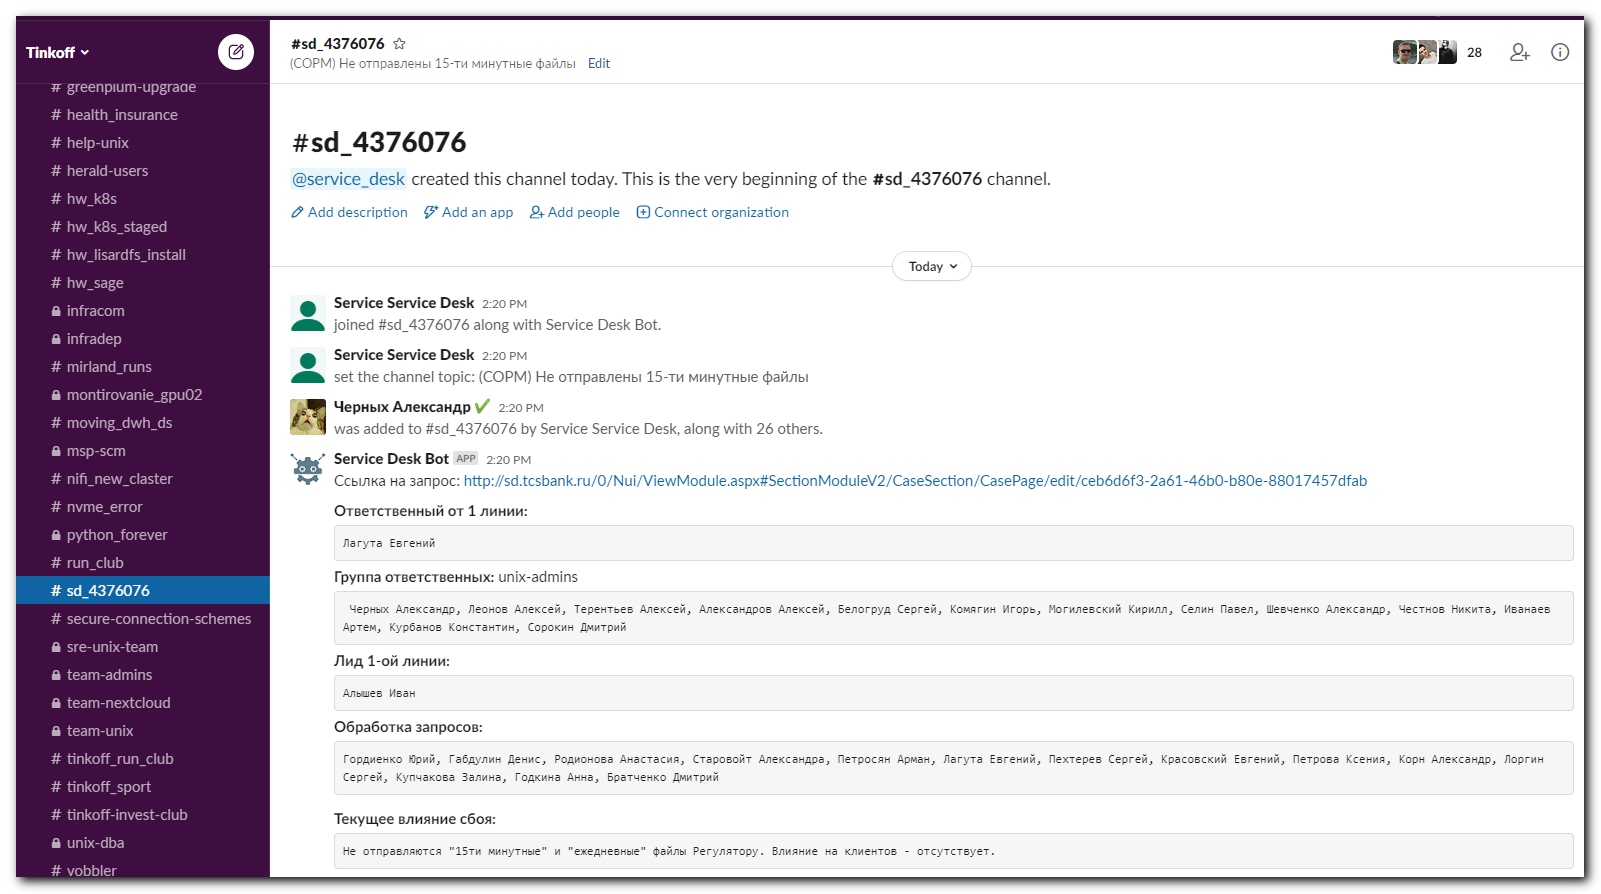 Tinkoff
# greenplum-upgrade
# health_insurance
# help-unix
# herald-users
# hw_k8s
# hw_k8s_staged
# hw_lisardfs_install
# hw_sage
infracom
infradep
# mirland_runs
montirovanie_gpu02
# moving_dwh_ds
msp-scm
# nifi_new_claster
# nvme_error
python_forever
# run_club
# sd_4376076
# secure-connection-schemes
sre-unix-team
team-admins
team-nextcloud
team-unix
# tinkoff_run_club
# tinkoff_sport
# tinkoff-invest-club
unix-dba
# vobbler
#sd_4376076
(СОРМ) Не отправлены 15-ти минутные файлы Edit
28
#sd_4376076
@service_desk created this channel today. This is the very beginning of the #sd_4376076 channel.
Add description Add an app Add people Connect organization
Today
Service Service Desk 2:20 PM
joined #sd_4376076 along with Service Desk Bot.
Service Service Desk 2:20 PM
set the channel topic: (СОРМ) Не отправлены 15-ти минутные файлы
Черных Александр 2:20 PM
was added to #sd_4376076 by Service Service Desk, along with 26 others.
Service Desk Bot APP 2:20 PM
Ссылка на запрос: http://sd.tcsbank.ru/0/Nui/ViewModule.aspx#SectionModuleV2/CaseSection/CasePage/edit/ceb6d6f3-2a61-46b0-b80e-88017457dfab
Ответственный от 1 линии:
Лагута Евгений
Группа ответственных: unix-admins
Черных Александр, Леонов Алексей, Терентьев Алексей, Александров Алексей, Белогруд Сергей, Комягин Игорь, Могилевский Кирилл, Селин Павел, Шевченко Александр, Честнов Никита, Иванаев
Артем, Курбанов Константин, Сорокин Дмитрий
Лид 1-ой линии:
Алышев Иван
Обработка запросов:
Гордиенко Юрий, Габдулин Денис, Родионова Анастасия, Старовойт Александра, Петросян Арман, Лагута Евгений, Пехтерев Сергей, Красовский Евгений, Петрова Ксения, Корн Александр, Лоргин
Сергей, Купчакова Залина, Годкина Анна, Братченко Дмитрий
Текущее влияние сбоя:
Не отправляются "15ти минутные" и "ежедневные" файлы Регулятору. Влияние на клиентов - отсутствует.